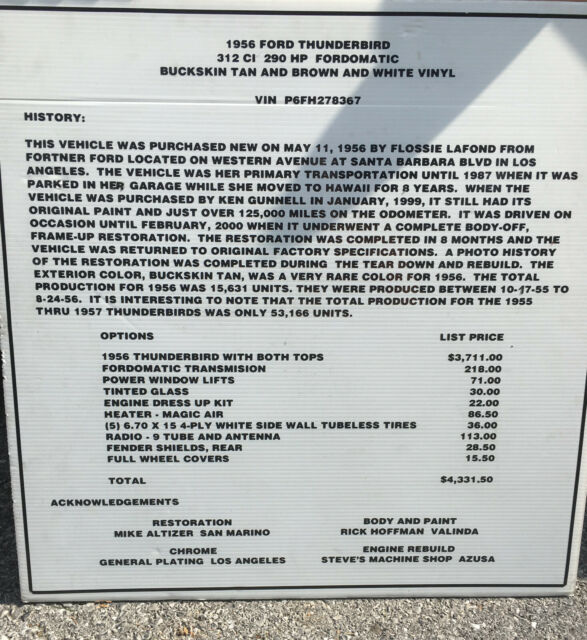 1956 FORD THUNDERBIRD
312 CI 290 HP FORDOMATIC
BUCKSKIN TAN AND BROWN AND WHITE VINYL
VIN P6FH278367
HISTORY:
THIS VEHICLE WAS PURCHASED NEW ON MAY 11, 1956 BY FLOSSIE LAFOND FROM
FORTNER FORD LOCATED ON WESTERN AVENUE AT SANTA BARBARA BLVD IN LOS
ANGELES. THE VEHICLE WAS HER PRIMARY TRANSPORTATION UNTIL 1987 WHEN IT WAS
PARKED IN HER GARAGE WHILE SHE MOVED TO HAWAII FOR 8 YEARS. WHEN THE
VEHICLE WAS PURCHASED BY KEN GUNNELL IN JANUARY, 1999, IT STILL HAD ITS
ORIGINAL PAINT AND JUST OVER 125,000 MILES ON THE ODOMETER. IT WAS DRIVEN ON
OCCASION UNTIL FEBRUARY, 2000 WHEN IT UNDERWENT A COMPLETE BODY-OFF,
FRAME-UP RESTORATION. THE RESTORATION WAS COMPLETED IN 8 MONTHS AND THE
VEHICLE WAS RETURNED TO ORIGINAL FACTORY SPECIFICATIONS. A PHOTO HISTORY
OF THE RESTORATION WAS COMPLETED DURING THE TEAR DOWN AND REBUILD. THE
EXTERIOR COLOR, BUCKSKIN TAN, WAS A VERY RARE COLOR FOR 1956. THE TOTAL
PRODUCTION FOR 1956 WAS 15,631 UNITS. THEY WERE PRODUCED BETWEEN 10-17-55 TO
8-24-56. IT IS INTERESTING TO NOTE THAT THE TOTAL PRODUCTION FOR THE 1955
THRU 1957 THUNDERBIRDS WAS ONLY 53,166 UNITS.
OPTIONS LIST PRICE
1956 THUNDERBIRD WITH BOTH TOPS $3,711.00
FORDOMATIC TRANSMISION 218.00
POWER WINDOW LIFTS 71.00
TINTED GLASS 30.00
ENGINE DRESS UP KIT 22.00
HEATER - MAGIC AIR 86.50
(5) 6.70 X 15 4-PLY WHITE SIDE WALL TUBELESS TIRES 36.00
RADIO - 9 TUBE AND ANTENNA 113.00
FENDER SHIELDS, REAR 28.50
FULL WHEEL COVERS 15.50
TOTAL $4,331.50
ACKNOWLEDGEMENTS
RESTORATION BODY AND PAINT
MIKE ALTIZER SAN MARINO RICK HOFFMAN VALINDA
CHROME ENGINE REBUILD
GENERAL PLATING LOS ANGELES STEVE'S MACHINE SHOP AZUSA